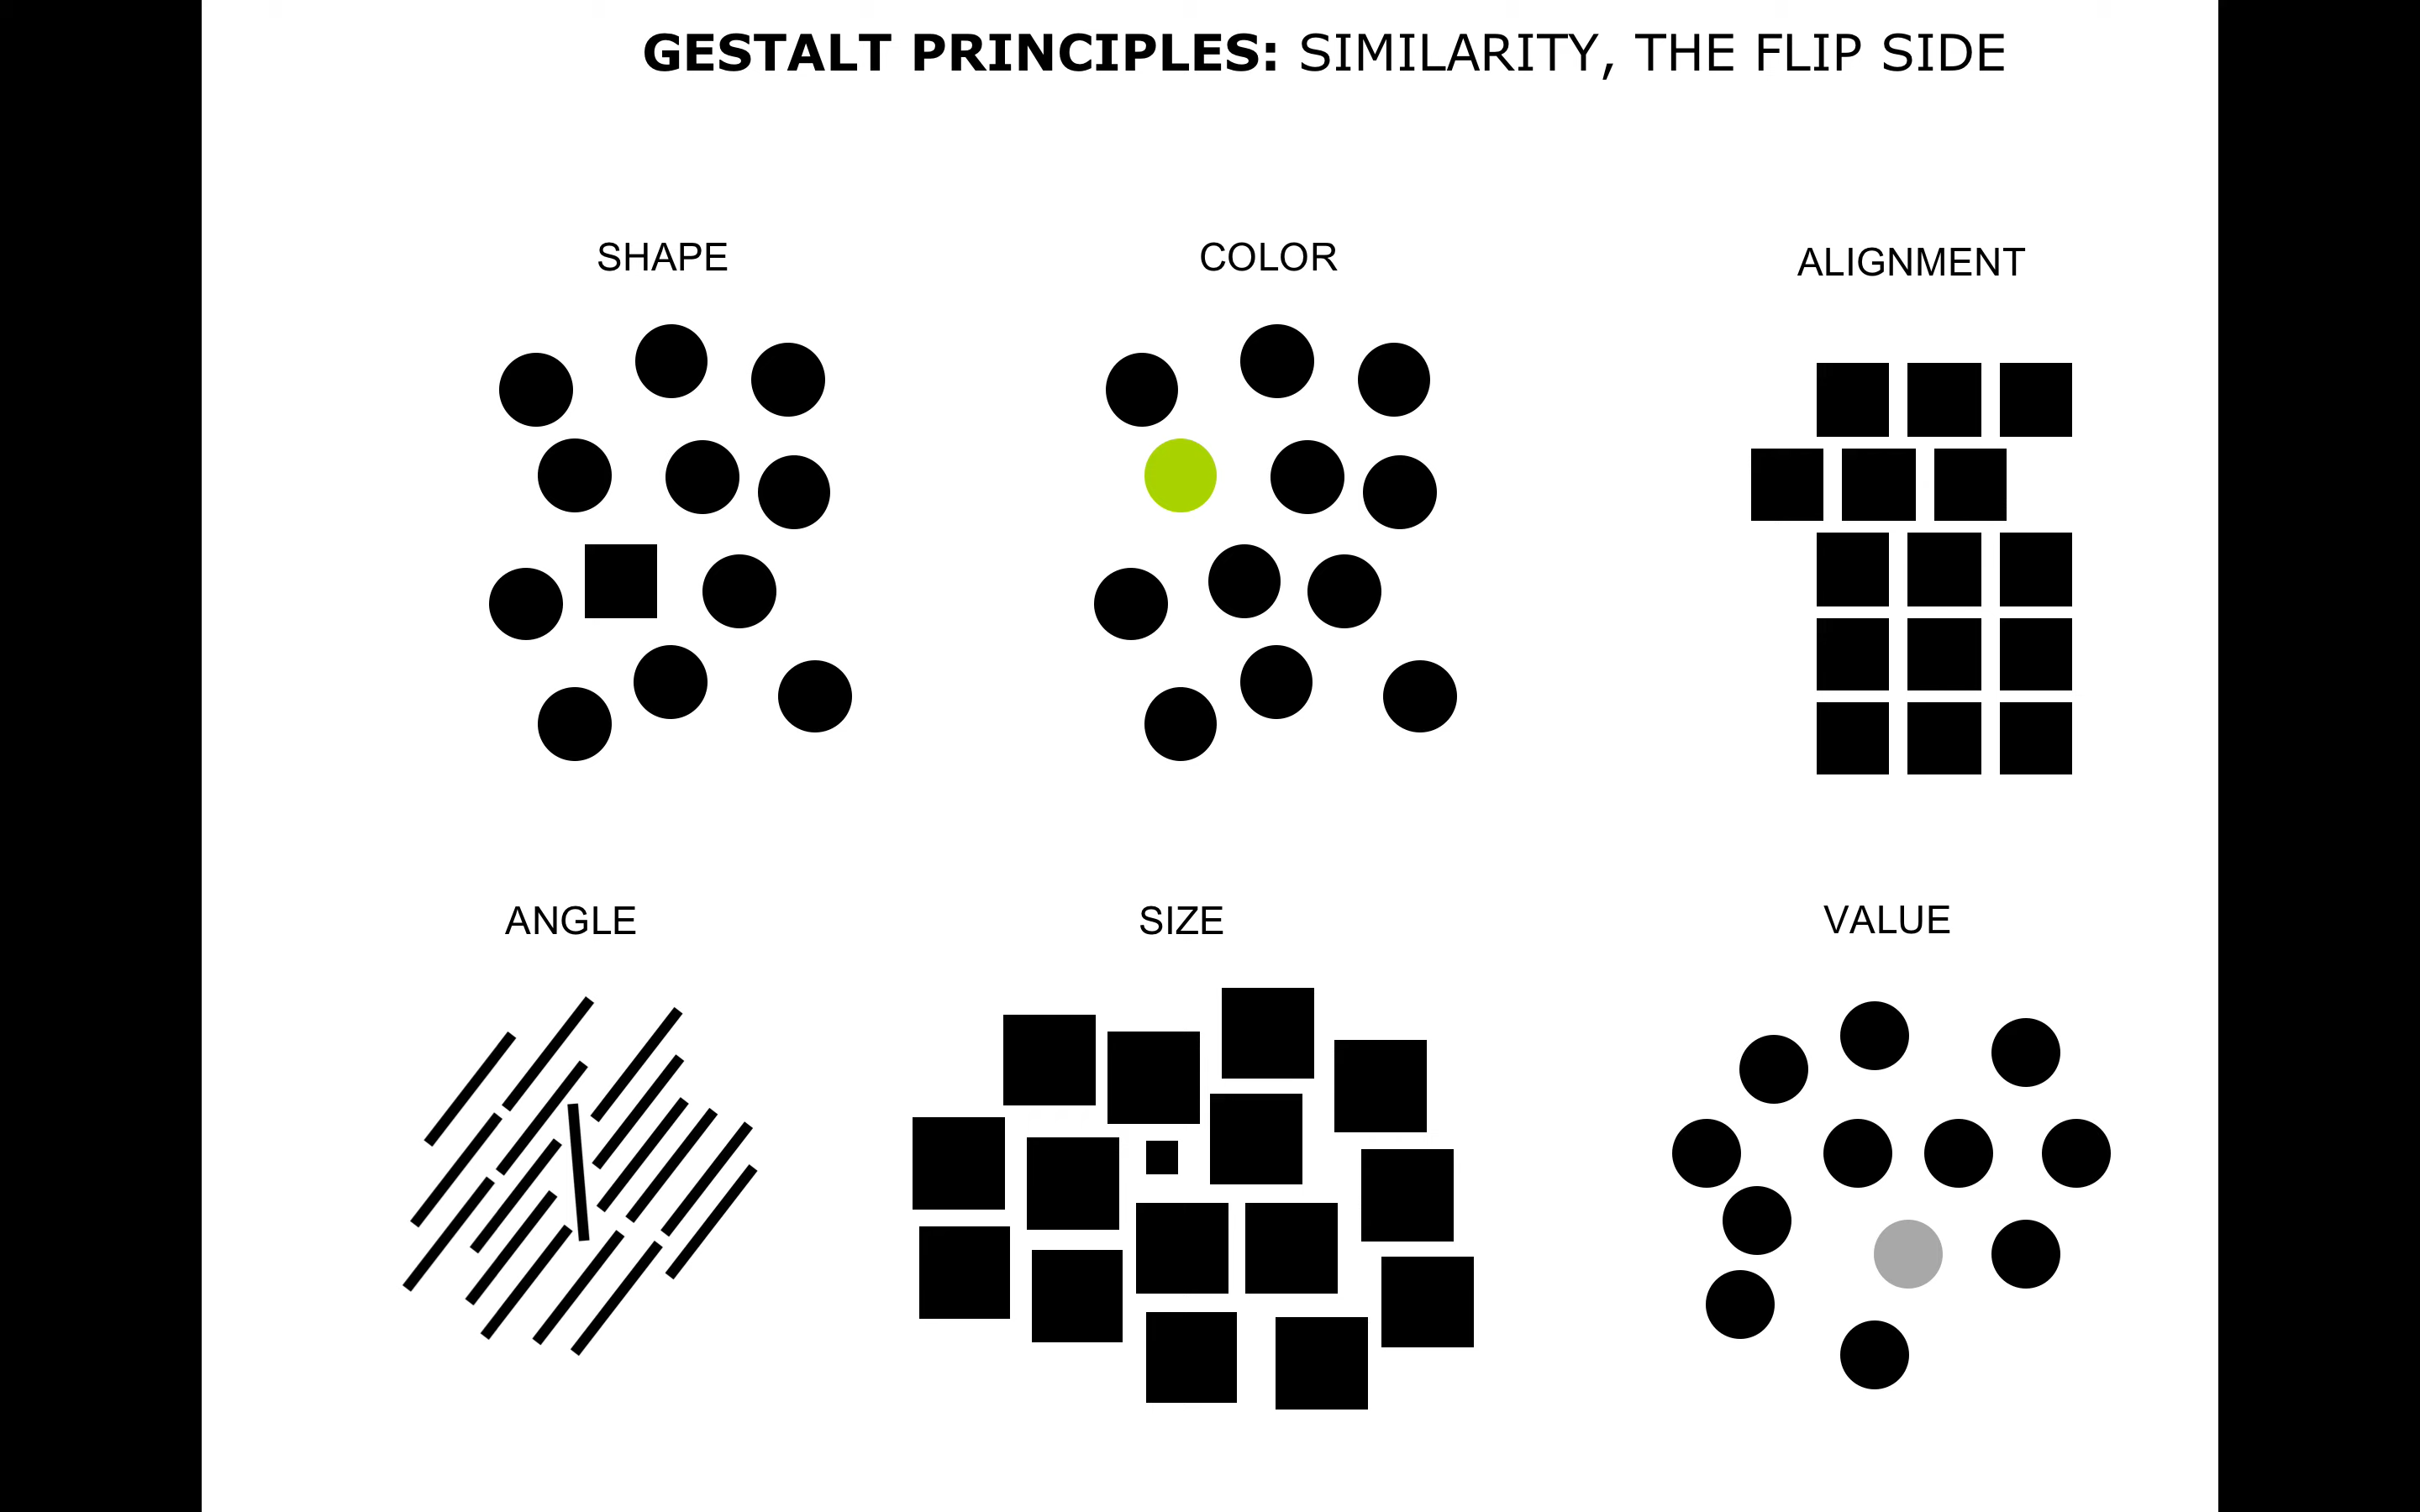 GESTALT PRINCIPLES: SIMILARITY, THE FLIP SIDE
SHAPE
COLOR
ALIGNMENT
ANGLE
SIZE
VALUE